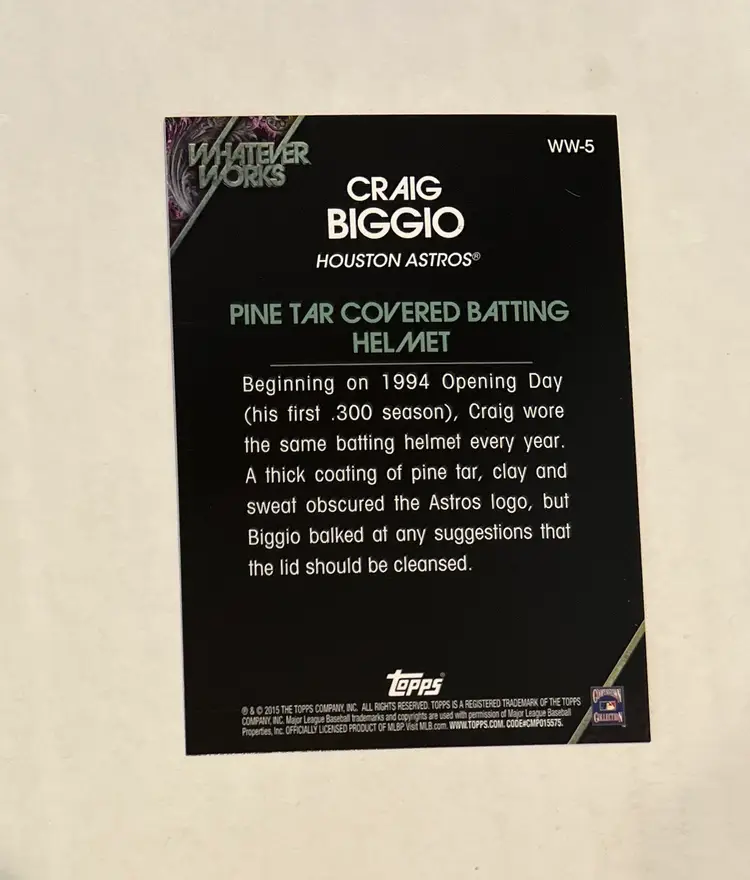 WHATEVER
WORKS
WW-5
CRAIG
BIGGIO
HOUSTON ASTROS®
PINE TAR COVERED BATTING
HELMET
Beginning on 1994 Opening Day
(his first .300 season), Craig wore
the same batting helmet every year.
A thick coating of pine tar, clay and
sweat obscured the Astros logo, but
Biggio balked at any suggestions that
the lid should be cleansed.
Topps®
® & © 2015 THE TOPPS COMPANY, INC. ALL RIGHTS RESERVED. TOPPS IS A REGISTERED TRADEMARK OF THE TOPPS
COMPANY, INC. Major League Baseball trademarks and copyrights are used with permission of Major League Baseball
Properties, Inc. OFFICIALLY LICENSED PRODUCT OF MLBP. Visit MLB.com. WWW.TOPPS.COM. CODE#CMP015575.
COOPERSTOWN
COLLECTION